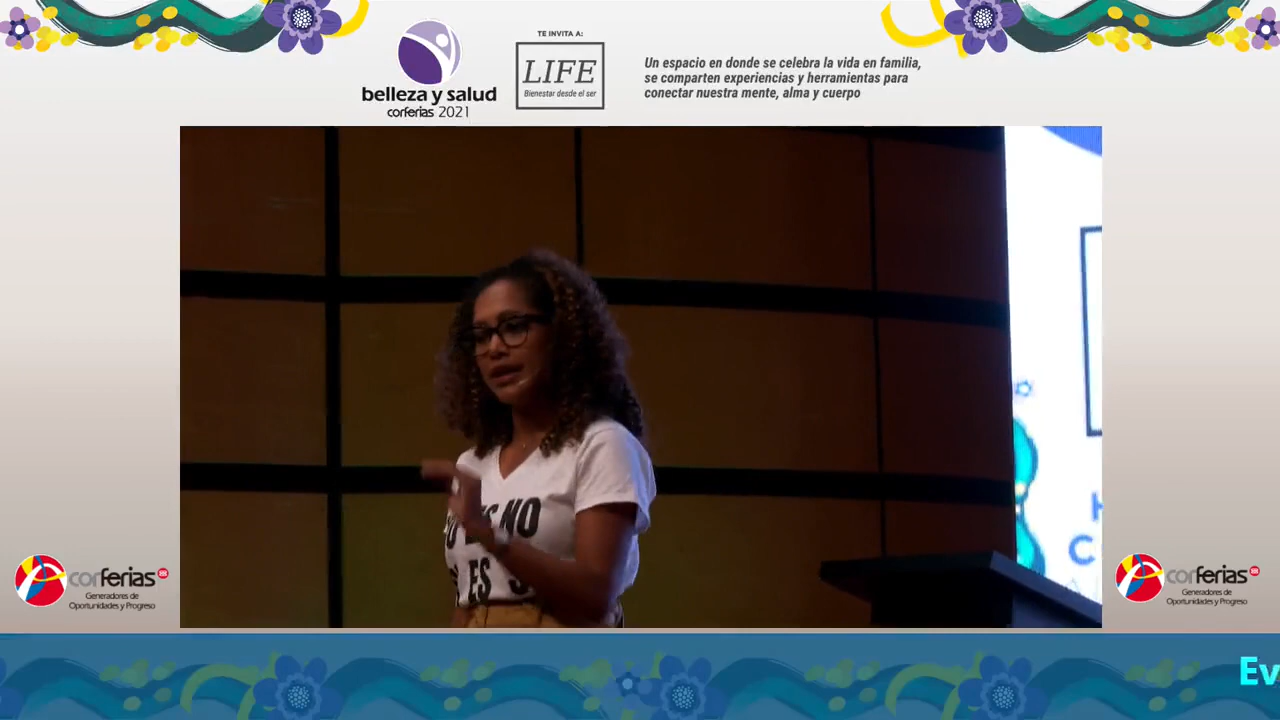 belleza y salud
corferias 2021
TE INVITA A:
LIFE
Bienestar desde el ser
Un espacio en donde se celebra la vida en familia,
se comparten experiencias y herramientas para
conectar nuestra mente, alma y cuerpo
NO
ES
corferias
Generadores de
Oportunidades y Progreso
corferias
Generadores de
Oportunidades y Progreso
Ev